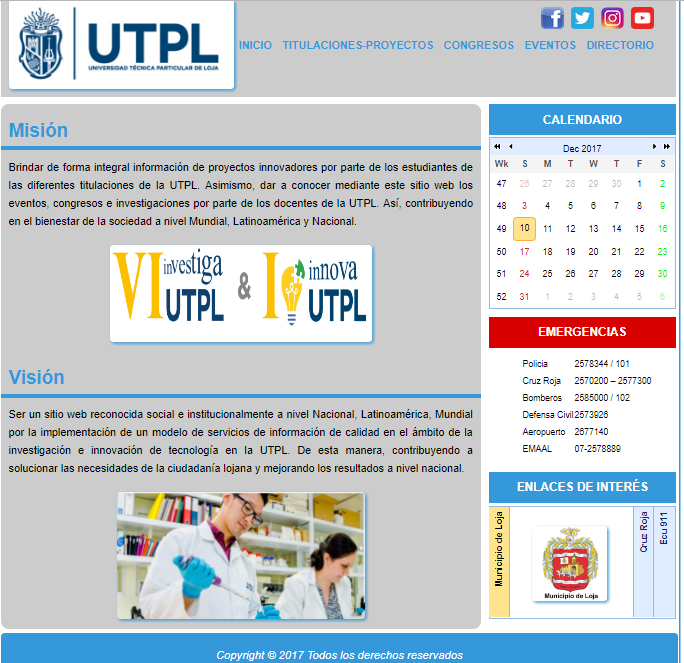 UTPL
UNIVERSIDAD TÉCNICA PARTICULAR DE LOJA
INICIO TITULACIONES-PROYECTOS CONGRESOS EVENTOS DIRECTORIO
Misión
Brindar de forma integral información de proyectos innovadores por parte de los estudiantes de
las diferentes titulaciones de la UTPL. Asimismo, dar a conocer mediante este sitio web los
eventos, congresos e investigaciones por parte de los docentes de la UTPL. Así, contribuyendo
en el bienestar de la sociedad a nivel Mundial, Latinoamérica y Nacional.
VI investiga UTPL & I innova UTPL
Visión
Ser un sitio web reconocida social e institucionalmente a nivel Nacional, Latinoamérica, Mundial
por la implementación de un modelo de servicios de información de calidad en el ámbito de la
investigación e innovación de tecnología en la UTPL. De esta manera, contribuyendo a
solucionar las necesidades de la ciudadanía lojana y mejorando los resultados a nivel nacional.
CALENDARIO
Dec 2017
Wk S M T W T F S
47 26 27 28 29 30 1 2
48 3 4 5 6 7 8 9
49 10 11 12 13 14 15 16
50 17 18 19 20 21 22 23
51 24 25 26 27 28 29 30
52 31 1 2 3 4 5 6
EMERGENCIAS
Policia 2578344 / 101
Cruz Roja 2570200 – 2577300
Bomberos 2585000 / 102
Defensa Civil 2573926
Aeropuerto 2677140
EMAAL 07-2578889
ENLACES DE INTERÉS
Municipio de Loja
Municipio de Loja
Cruz Roja
Ecu 911
Copyright © 2017 Todos los derechos reservados